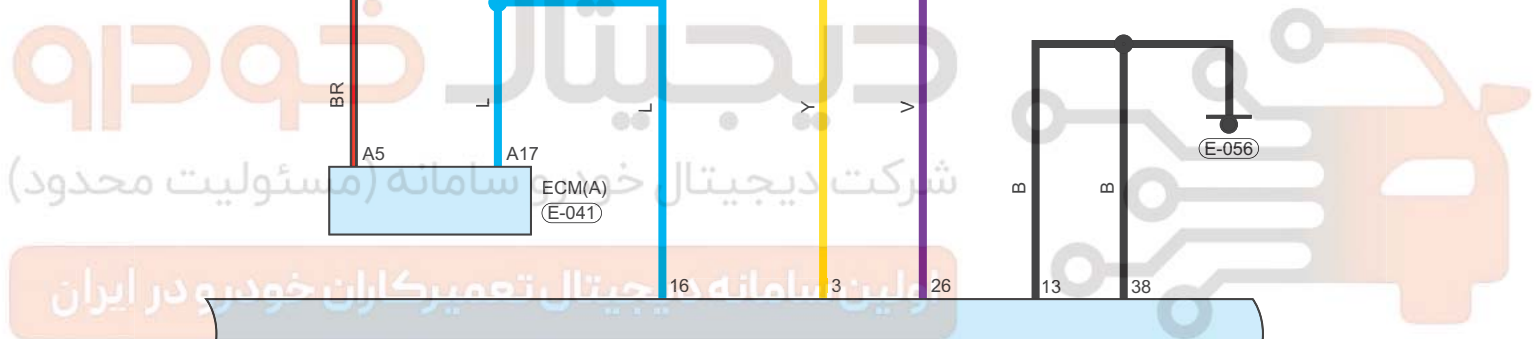 دیجیتال خودرو
BR
L
L
Y
V
A5
A17
E-056
شرکت دیجیتال خودرو سامانه (مسئولیت محدود)
ECM(A)
E-041
B
B
اولین سامانه دیجیتال تعمیرکاران خودرو در ایران
16
3
26
13
38